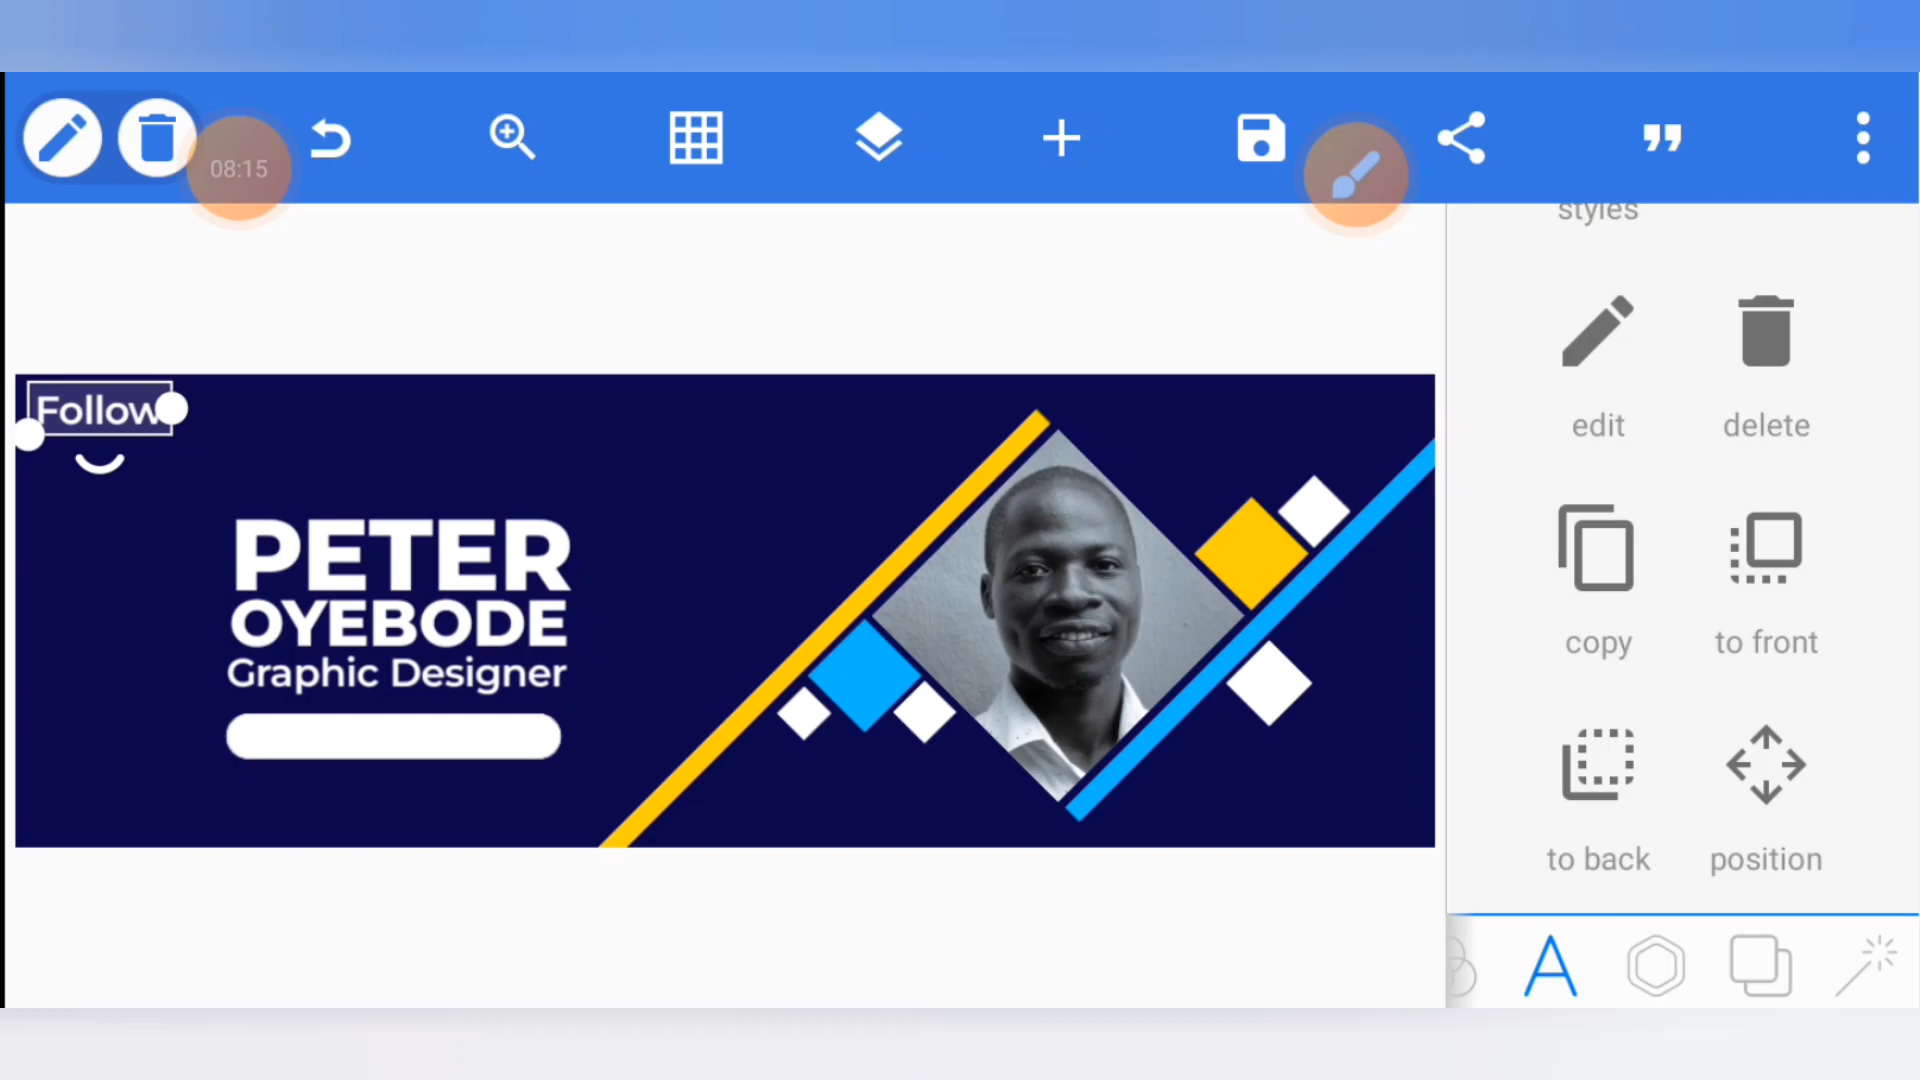 08:15
styles
Follow
edit
delete
PETER
OYEBODE
Graphic Designer
copy
to front
to back
position